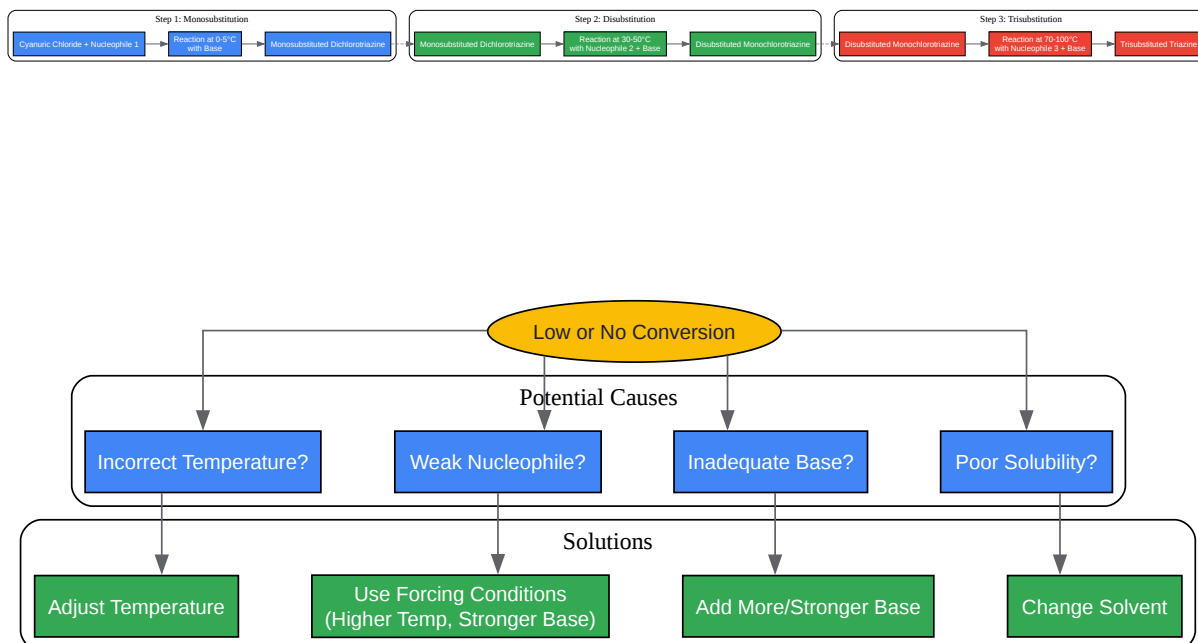 Step 1: Monosubstitution
Cyanuric Chloride + Nucleophile 1
Reaction at 0-5°C
with Base
Monosubstituted Dichlorotriazine
Step 2: Disubstitution
Monosubstituted Dichlorotriazine
Reaction at 30-50°C
with Nucleophile 2 + Base
Disubstituted Monochlorotriazine
Step 3: Trisubstitution
Disubstituted Monochlorotriazine
Reaction at 70-100°C
with Nucleophile 3 + Base
Trisubstituted Triazine
Low or No Conversion
Potential Causes
Incorrect Temperature?
Weak Nucleophile?
Inadequate Base?
Poor Solubility?
Solutions
Adjust Temperature
Use Forcing Conditions
(Higher Temp, Stronger Base)
Add More/Stronger Base
Change Solvent